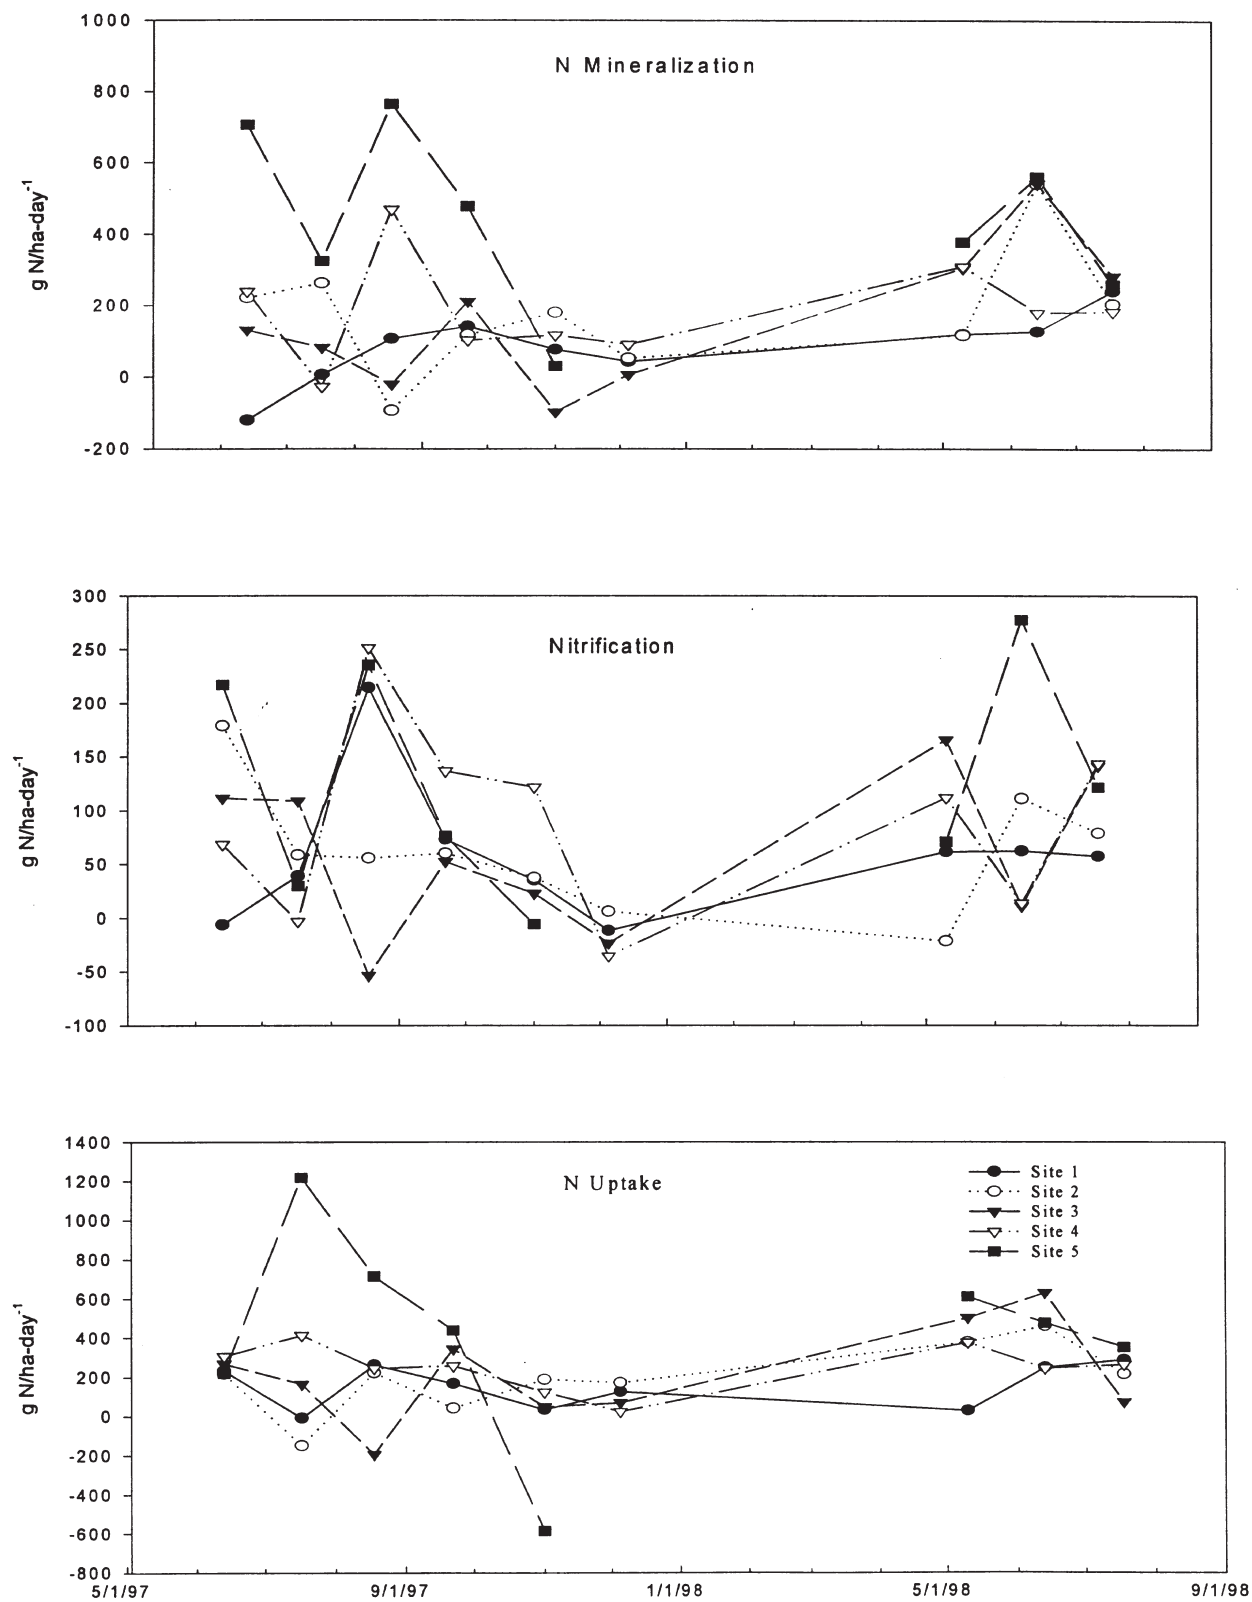 N Mineralization
1000
800
600
400
200
0
-200
g N/ha-day-1
Nitrification
300
250
200
150
100
50
0
-50
-100
g N/ha-day-1
N Uptake
1400
1200
1000
800
600
400
200
0
-200
-400
-600
-800
g N/ha-day-1
Site 1
Site 2
Site 3
Site 4
Site 5
5/1/97 9/1/97 1/1/98 5/1/98 9/1/98